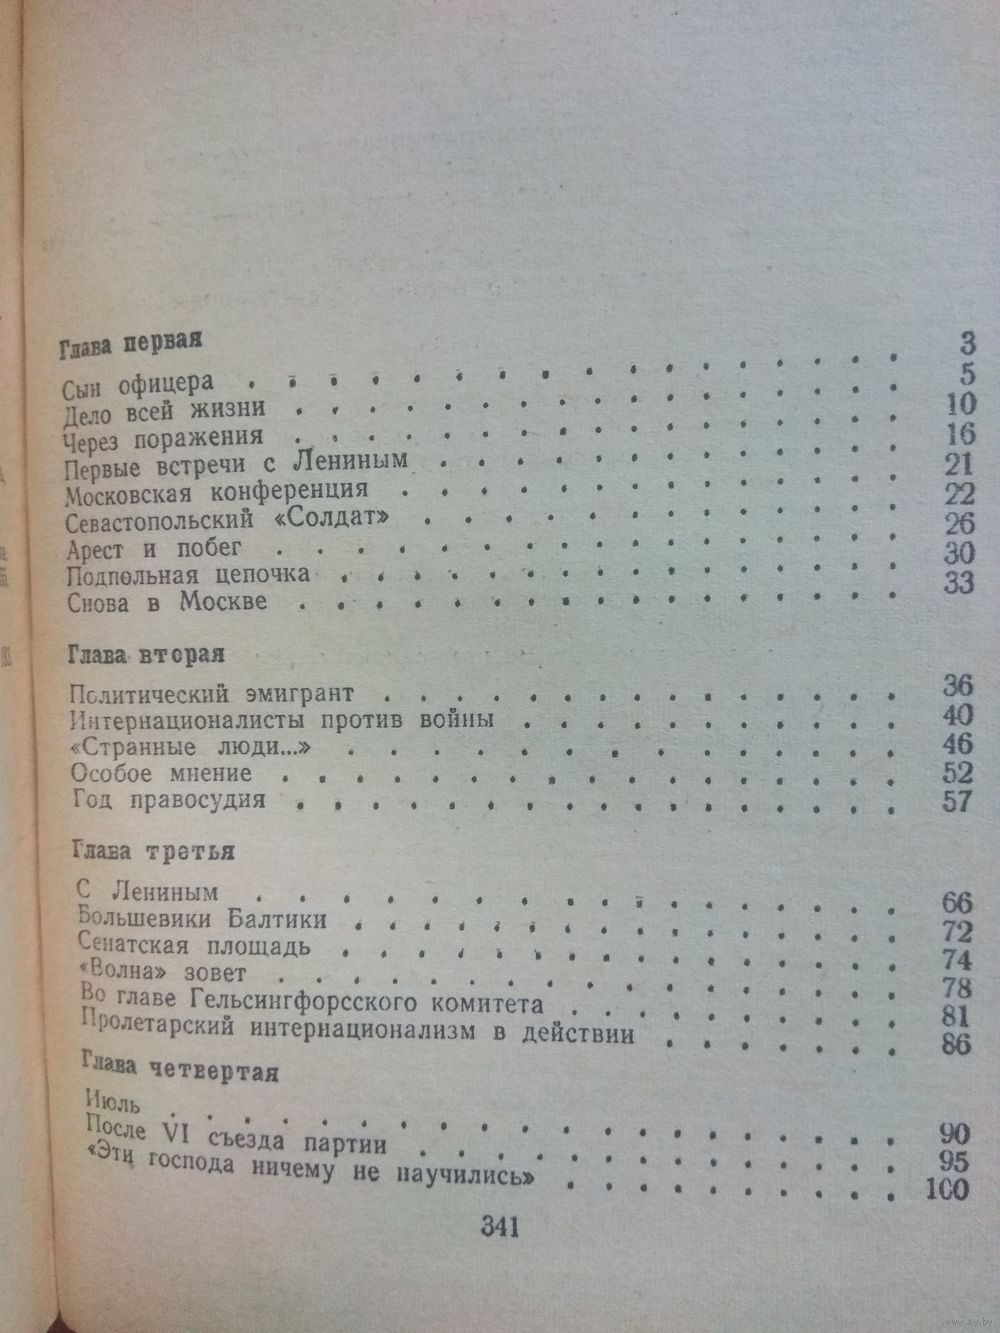 Глава первая
Сын офицера . . . . . . . . . . . . . . . . 3
Дело всей жизни . . . . . . . . . . . . . . . . 5
Через поражения . . . . . . . . . . . . . . . . 10
Первые встречи с Лениным . . . . . . . . . . . . 16
Московская конференция . . . . . . . . . . . . . 21
Севастопольский «Солдат» . . . . . . . . . . . . 22
Арест и побег . . . . . . . . . . . . . . . . 26
Подпольная цепочка . . . . . . . . . . . . . . . 30
Снова в Москве . . . . . . . . . . . . . . . . 33
Глава вторая
Политический эмигрант . . . . . . . . . . . . . . 36
Интернационалисты против войны . . . . . . . . . . 40
«Странные люди...» . . . . . . . . . . . . . . 46
Особое мнение . . . . . . . . . . . . . . . . 52
Год правосудия . . . . . . . . . . . . . . . . 57
Глава третья
С Лениным . . . . . . . . . . . . . . . 66
Большевики Балтики . . . . . . . . . . . . . . . 72
Сенатская площадь . . . . . . . . . . . . . . . 74
«Волна» зовет . . . . . . . . . . . . . . . . 78
Во главе Гельсингфорсского комитета . . . . . . . . . 81
Пролетарский интернационализм в действии . . . . . . . 86
Глава четвертая
Июль . . . . . . . . . . . . . . . . . . . 90
После VI съезда партии . . . . . . . . . . . . . 95
«Эти господа ничему не научились» . . . . . . . . . . 100
341
www.ay.by